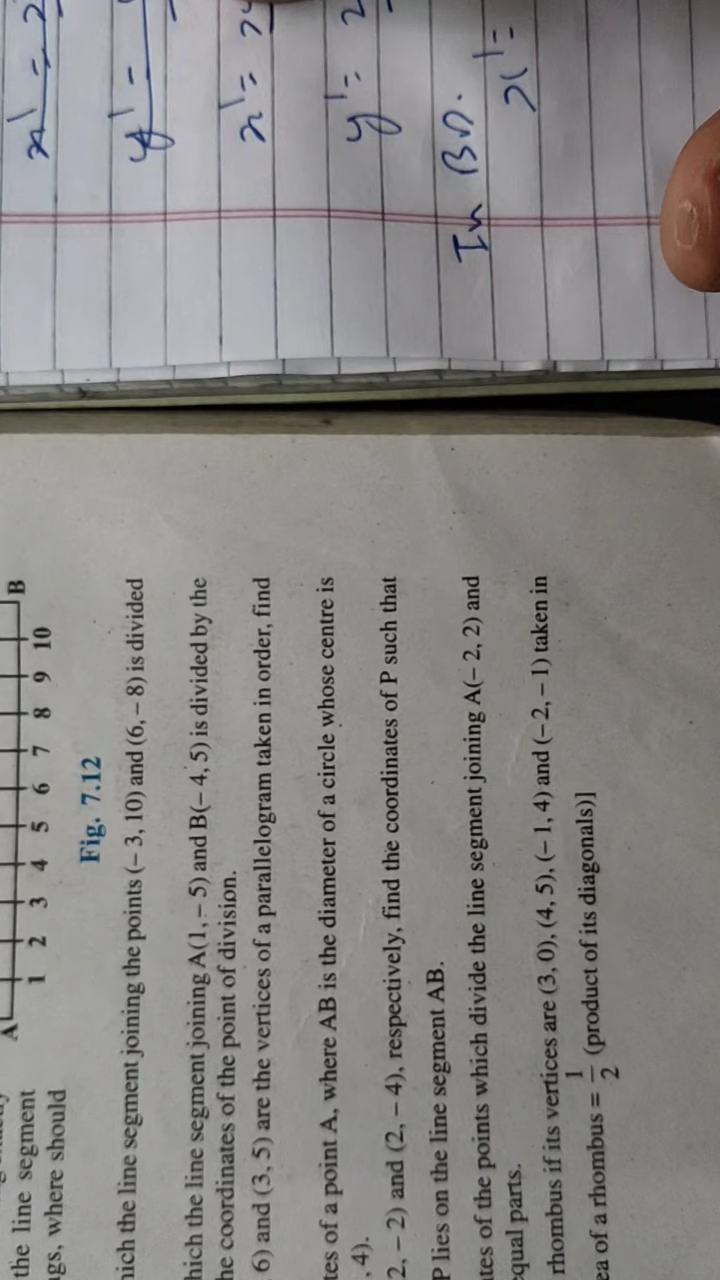 x' = 2
y' =
x' = 2
y' = 2
In BD.
x' =
A B
1 2 3 4 5 6 7 8 9 10
the line segment
gs, where should
Fig. 7.12
hich the line segment joining the points (– 3, 10) and (6, – 8) is divided
hich the line segment joining A(1, – 5) and B(– 4, 5) is divided by the
he coordinates of the point of division.
6) and (3, 5) are the vertices of a parallelogram taken in order, find
tes of a point A, where AB is the diameter of a circle whose centre is
, 4).
2, – 2) and (2, – 4), respectively, find the coordinates of P such that
P lies on the line segment AB.
tes of the points which divide the line segment joining A(– 2, 2) and
qual parts.
rhombus if its vertices are (3, 0), (4, 5), (– 1, 4) and (– 2, – 1) taken in
ea of a rhombus = 1/2 (product of its diagonals)]